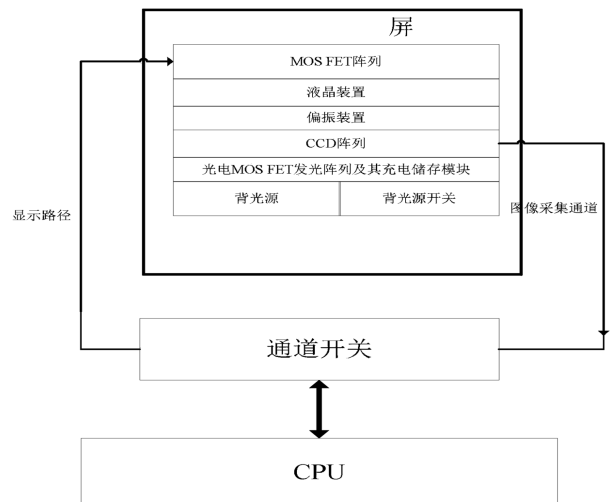 屏
MOS FET阵列
液晶装置
偏振装置
CCD阵列
光电MOS FET发光阵列及其充电储存模块
背光源
背光源开关
显示路径
图像采集通道
通道开关
CPU